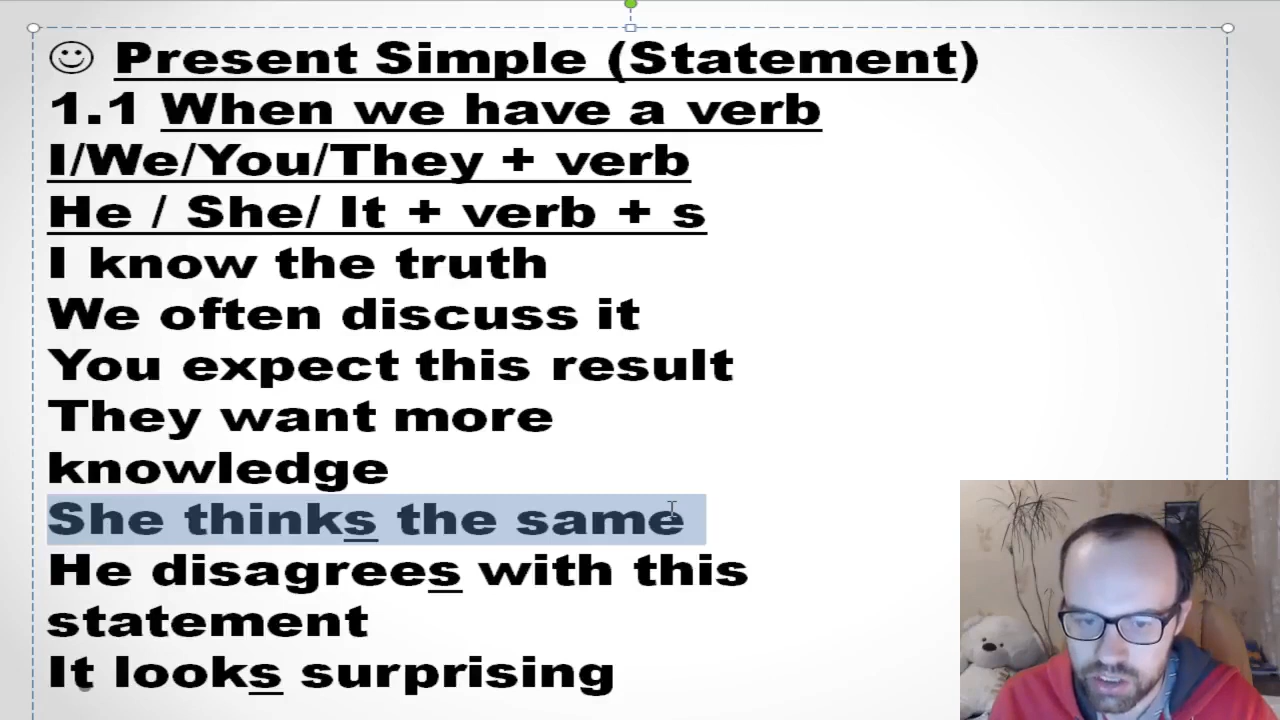 ☺ Present Simple (Statement)
1.1 When we have a verb
I/We/You/They + verb
He / She/ It + verb + s
I know the truth
We often discuss it
You expect this result
They want more
knowledge
She thinks the same
He disagrees with this
statement
It looks surprising